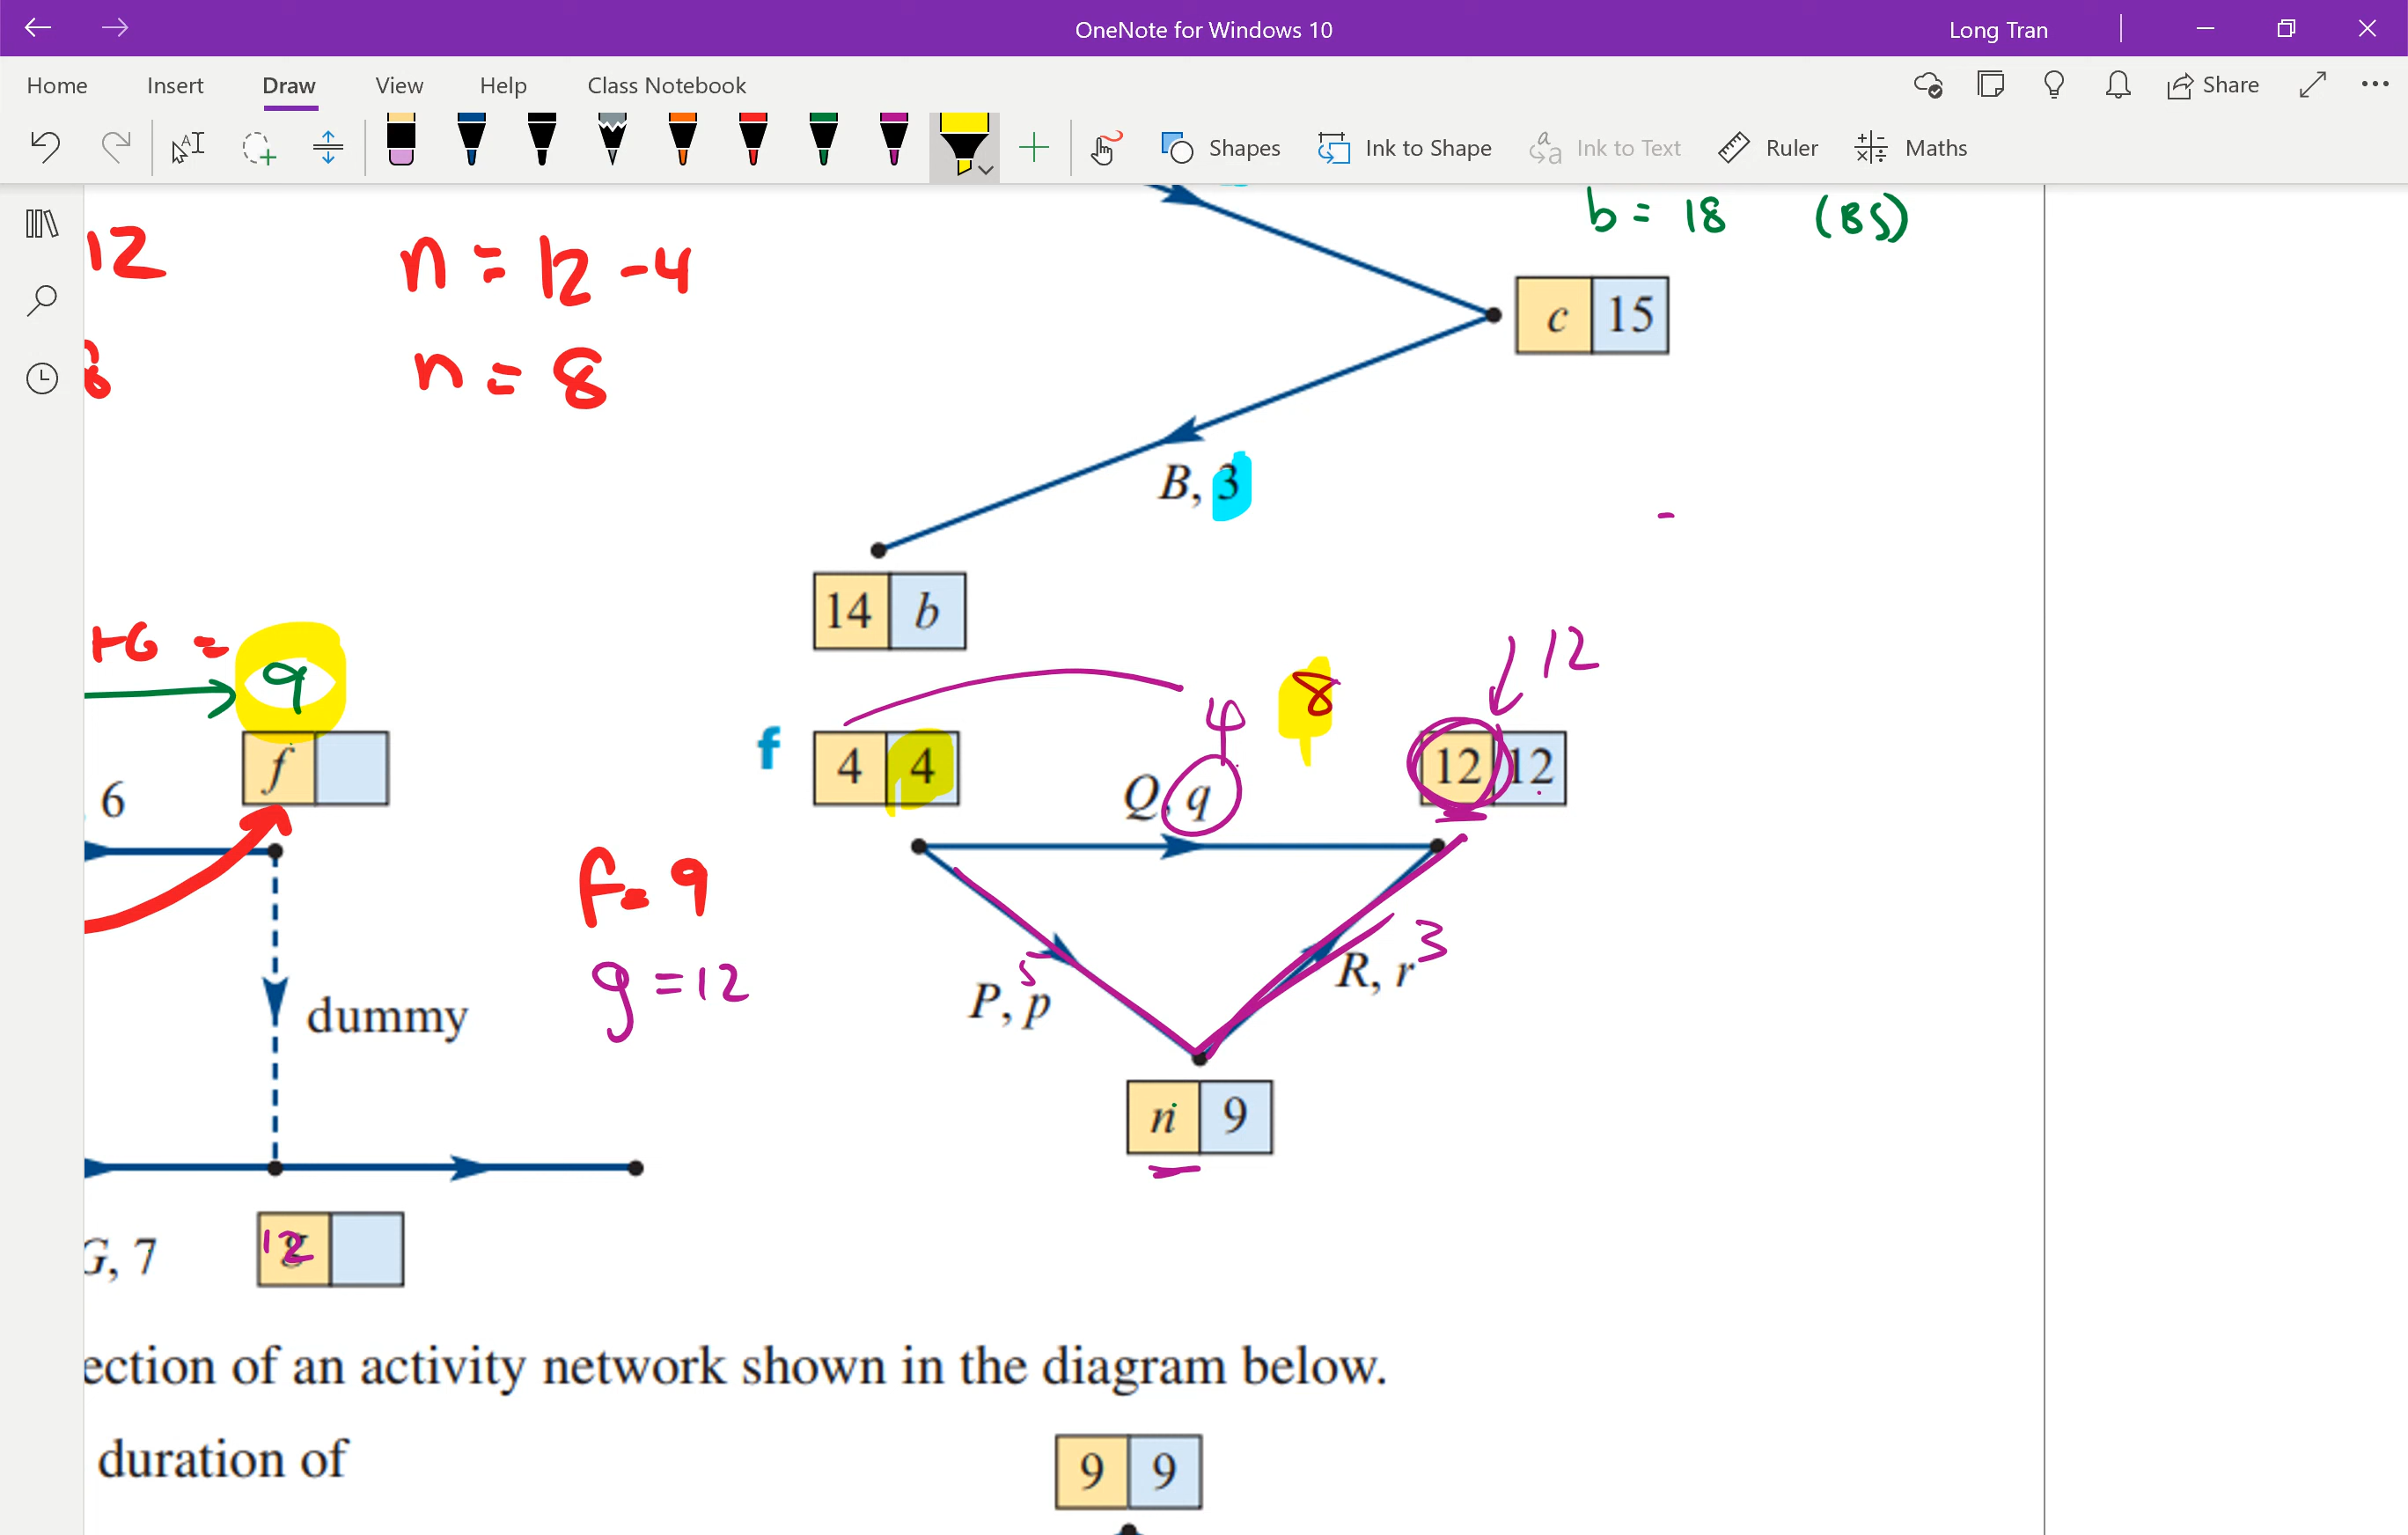 OneNote for Windows 10
Long Tran
Home Insert Draw View Help Class Notebook
Share
Shapes Ink to Shape Ink to Text Ruler Maths
12
n = 12 - 4
b = 18 (BS)
c 15
8
n = 8
B, 3
14 b
+6 = 9
12
f
4 4
4
8
12 12
f
6
Q, q
f = 9
5
3
P, p
R, r
g = 12
dummy
n 9
12
G, 7
ection of an activity network shown in the diagram below.
duration of
9 9